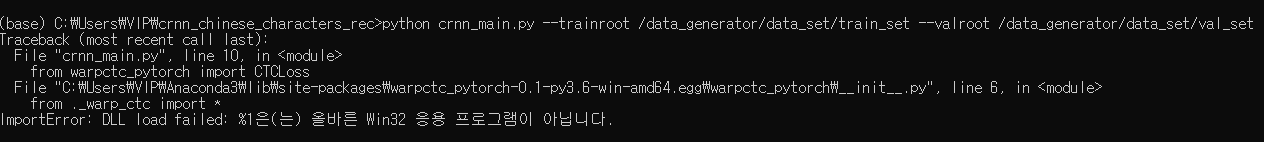 (base) C:₩Users₩VIP₩crnn_chinese_characters_rec>python crnn_main.py --trainroot /data_generator/data_set/train_set --valroot /data_generator/data_set/val_set
Traceback (most recent call last):
  File "crnn_main.py", line 10, in <module>
    from warpctc_pytorch import CTCLoss
  File "C:₩Users₩VIP₩Anaconda3₩lib₩site-packages₩warpctc_pytorch-0.1-py3.6-win-amd64.egg₩warpctc_pytorch₩__init__.py", line 6, in <module>
    from ._warp_ctc import *
ImportError: DLL load failed: %1은(는) 올바른 Win32 응용 프로그램이 아닙니다.